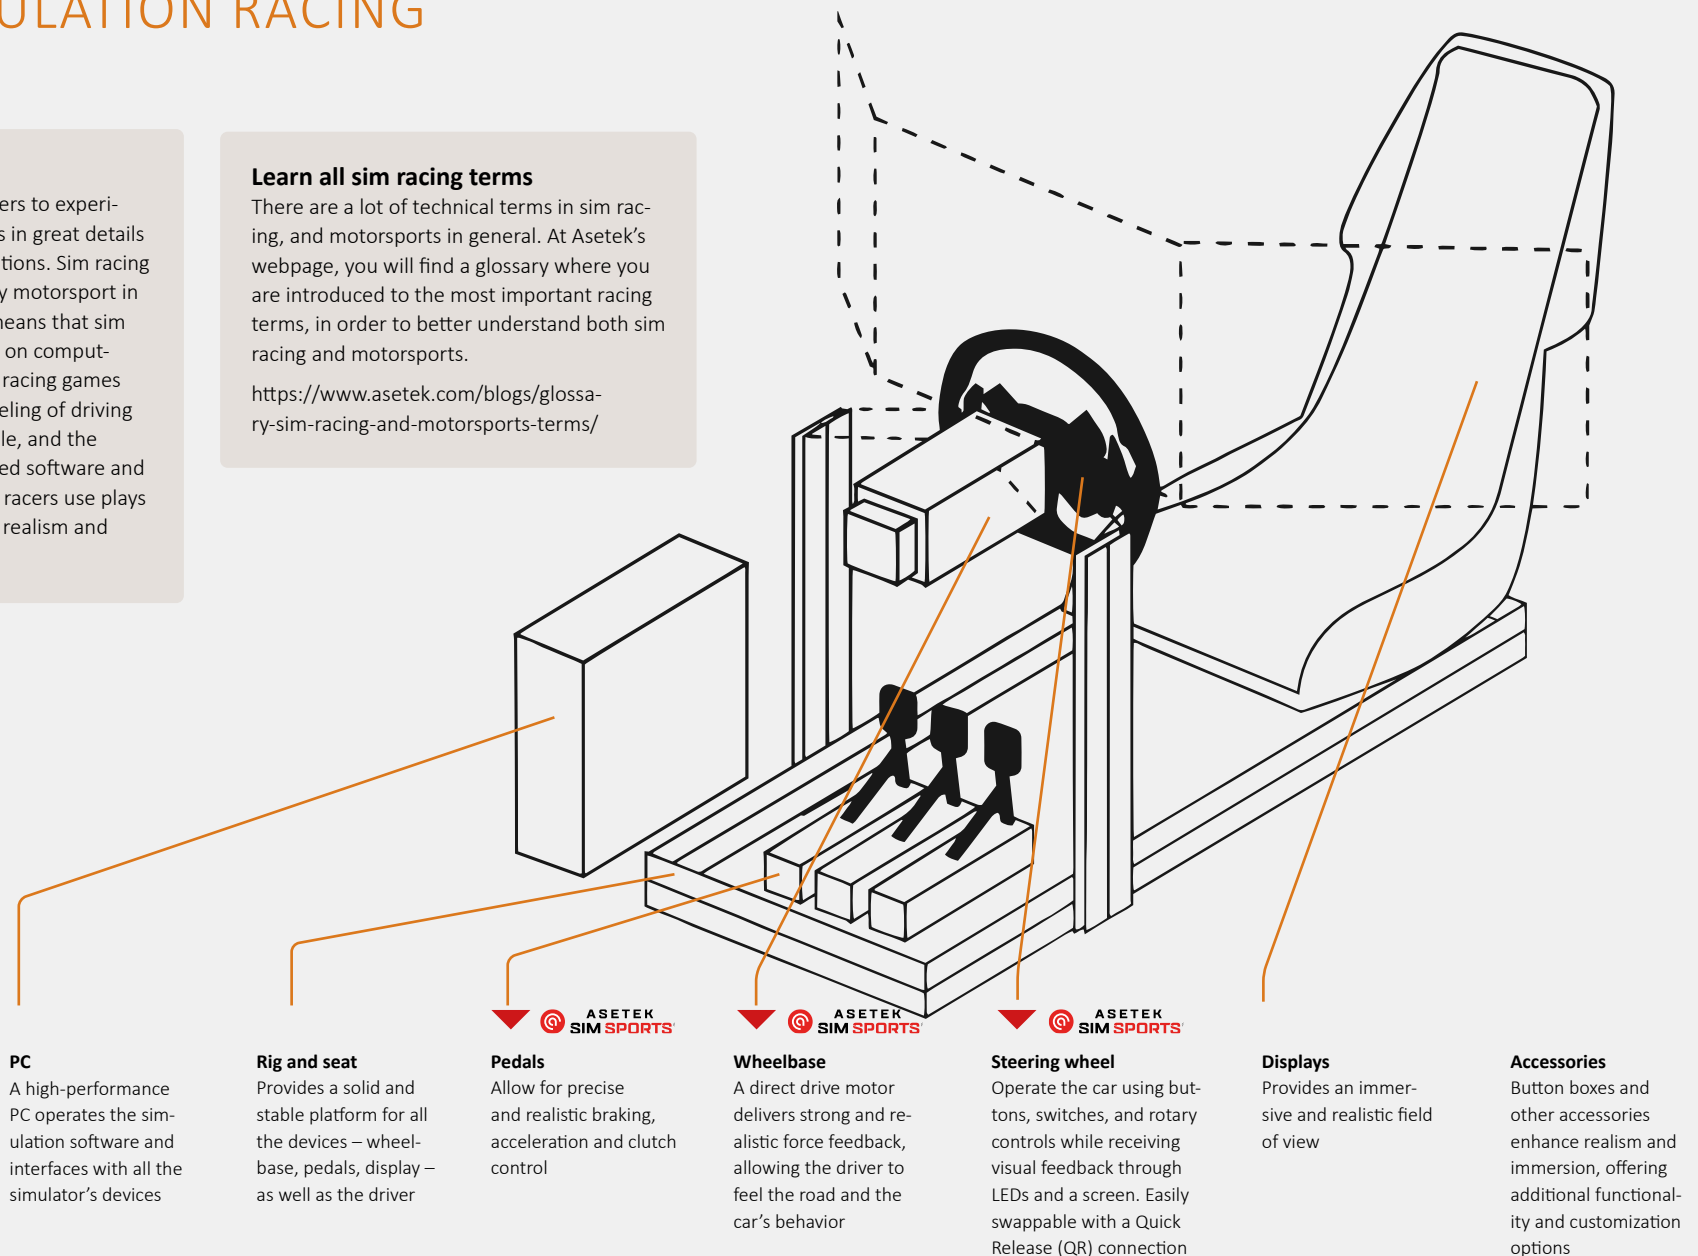 ULATION RACING
ers to experi-
s in great details
tions. Sim racing
y motorsport in
neans that sim
on comput-
racing games
eling of driving
le, and the
ed software and
racers use plays
realism and
Learn all sim racing terms
There are a lot of technical terms in sim rac-
ing, and motorsports in general. At Asetek’s
webpage, you will find a glossary where you
are introduced to the most important racing
terms, in order to better understand both sim
racing and motorsports.
https://www.asetek.com/blogs/glossa-
ry-sim-racing-and-motorsports-terms/
PC
A high-performance
PC operates the sim-
ulation software and
interfaces with all the
simulator’s devices
Rig and seat
Provides a solid and
stable platform for all
the devices – wheel-
base, pedals, display –
as well as the driver
ASETEK
SIM SPORTS
Pedals
Allow for precise
and realistic braking,
acceleration and clutch
control
ASETEK
SIM SPORTS
Wheelbase
A direct drive motor
delivers strong and re-
alistic force feedback,
allowing the driver to
feel the road and the
car’s behavior
ASETEK
SIM SPORTS
Steering wheel
Operate the car using but-
tons, switches, and rotary
controls while receiving
visual feedback through
LEDs and a screen. Easily
swappable with a Quick
Release (QR) connection
Displays
Provides an immer-
sive and realistic field
of view
Accessories
Button boxes and
other accessories
enhance realism and
immersion, offering
additional functional-
ity and customization
options